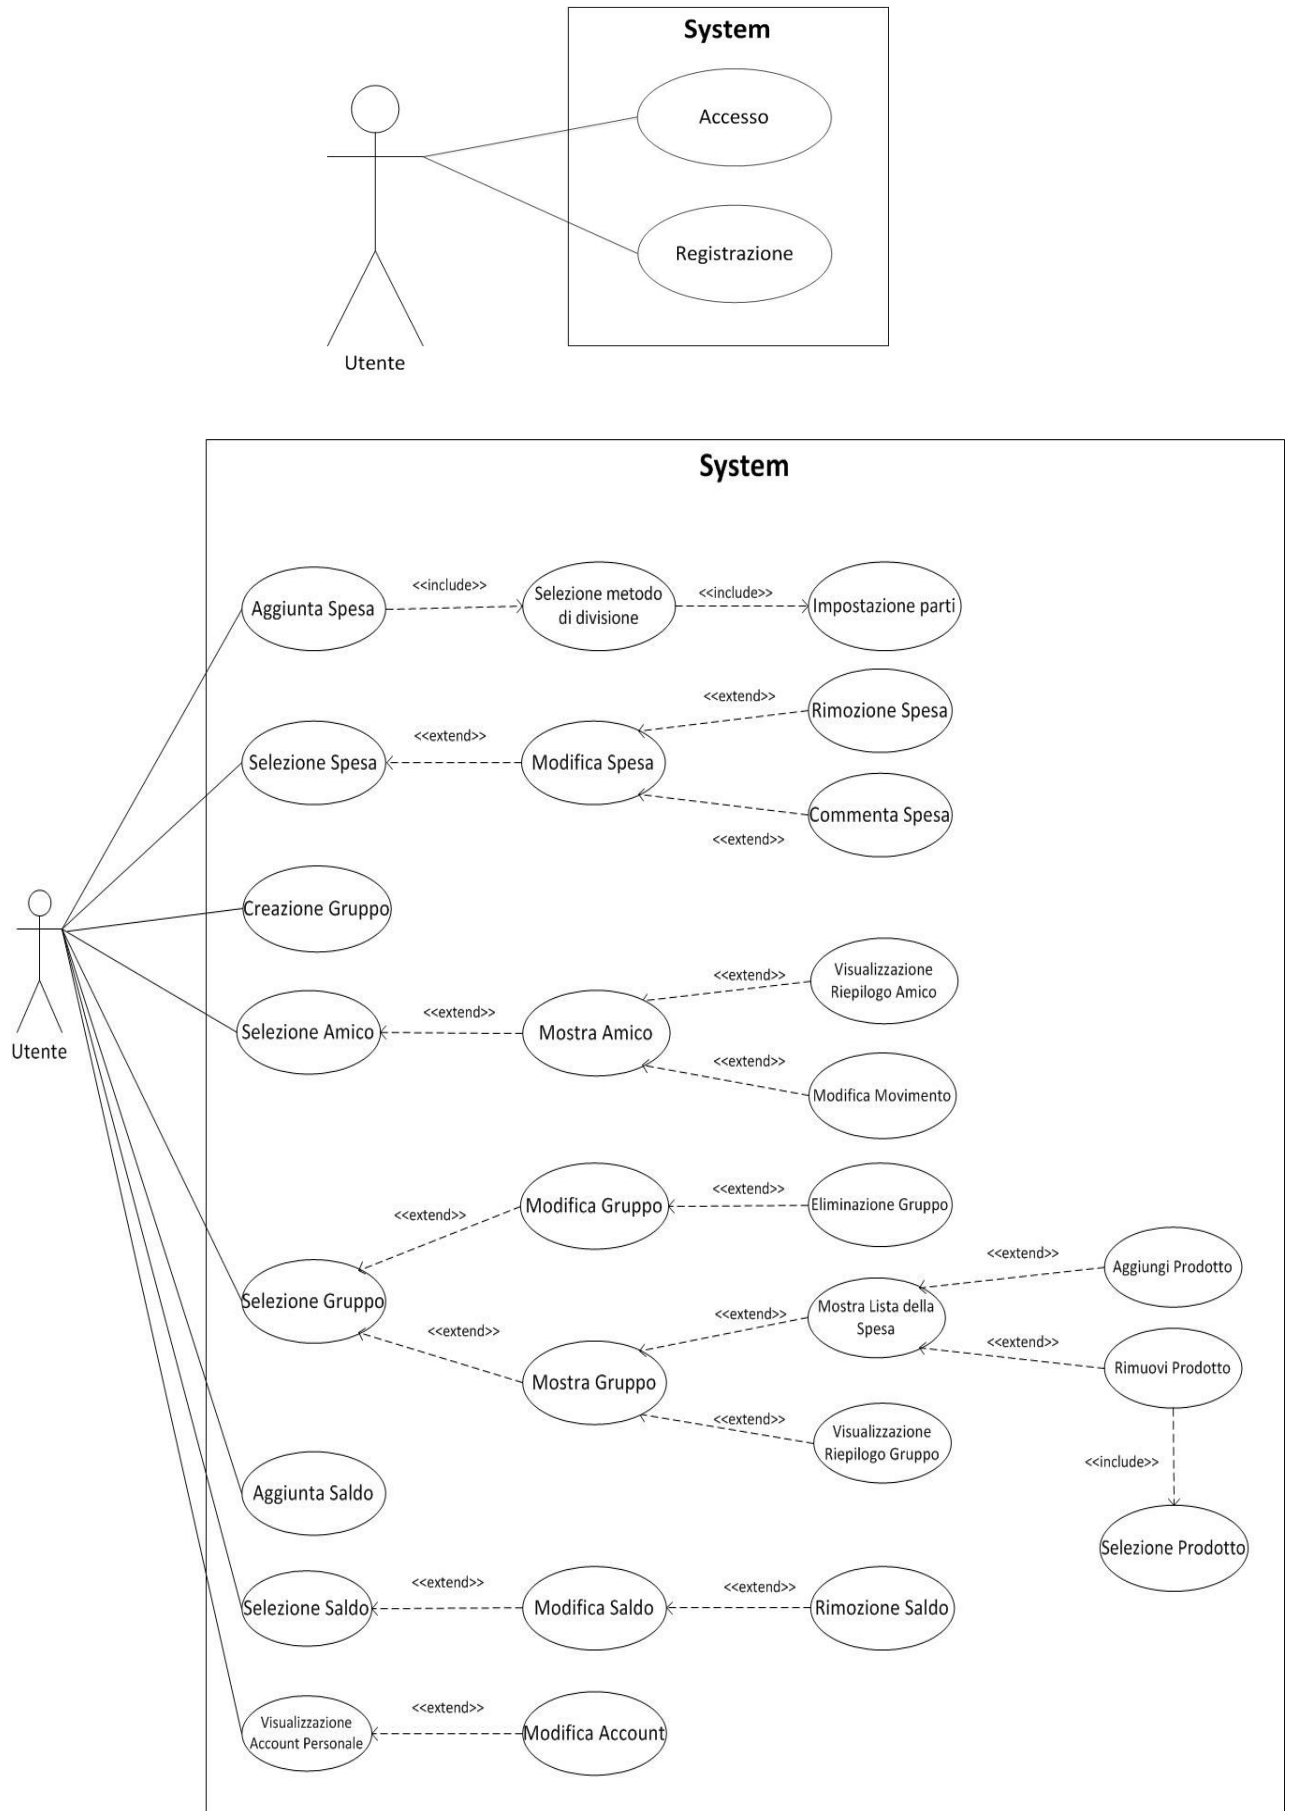 System
Accesso
Registrazione
Utente
System
Aggiunta Spesa
<<include>>
Selezione metodo
di divisione
<<include>>
Impostazione parti
Selezione Spesa
<<extend>>
Modifica Spesa
<<extend>>
Rimozione Spesa
Commenta Spesa
<<extend>>
Creazione Gruppo
Utente
Selezione Amico
<<extend>>
Mostra Amico
<<extend>>
Visualizzazione
Riepilogo Amico
<<extend>>
Modifica Movimento
Selezione Gruppo
<<extend>>
Modifica Gruppo
<<extend>>
Eliminazione Gruppo
<<extend>>
Mostra Gruppo
<<extend>>
Mostra Lista della
Spesa
<<extend>>
Aggiungi Prodotto
<<extend>>
Rimuovi Prodotto
<<extend>>
Visualizzazione
Riepilogo Gruppo
<<include>>
Selezione Prodotto
Aggiunta Saldo
Selezione Saldo
<<extend>>
Modifica Saldo
<<extend>>
Rimozione Saldo
Visualizzazione
Account Personale
<<extend>>
Modifica Account